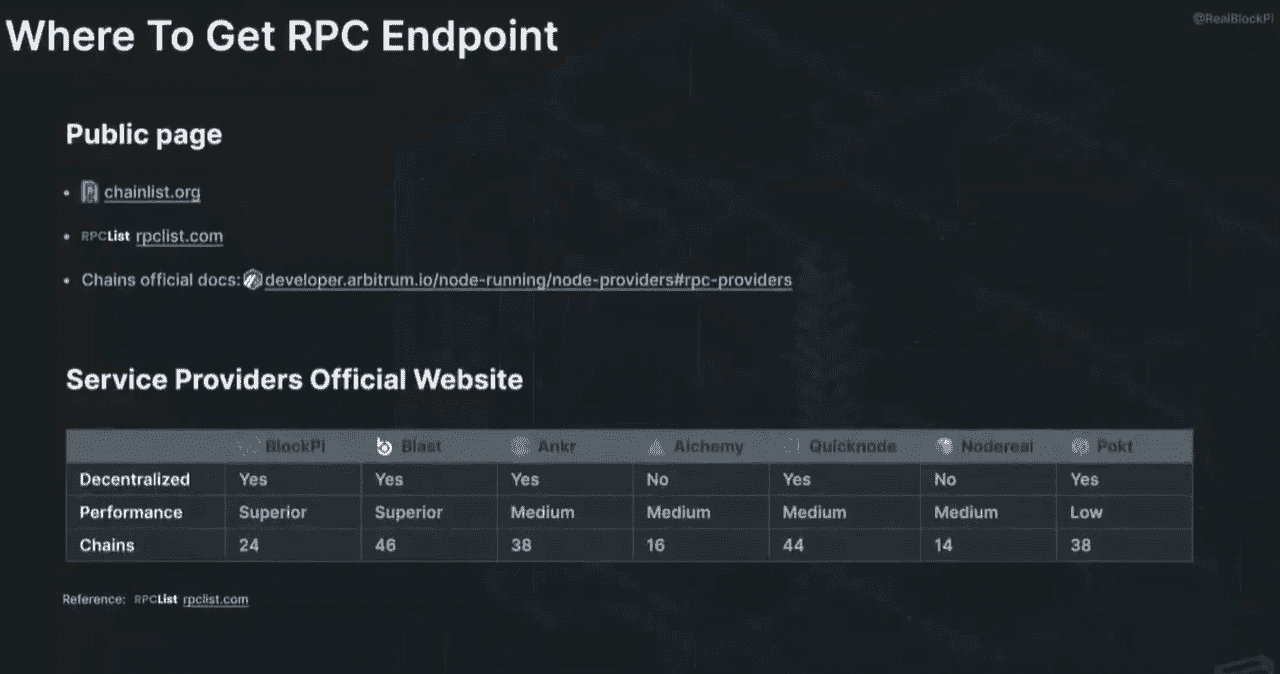 @RealBlockPI
Where To Get RPC Endpoint
Public page
• chainlist.org
• RPCList rpclist.com
• Chains official docs: developer.arbitrum.io/node-running/node-providers#rpc-providers
Service Providers Official Website
BlockPI Blast Ankr Alchemy Quicknode Nodereal Pokt
Decentralized Yes Yes Yes No Yes No Yes
Performance Superior Superior Medium Medium Medium Medium Low
Chains 24 46 38 16 44 14 38
Reference: RPCList rpclist.com